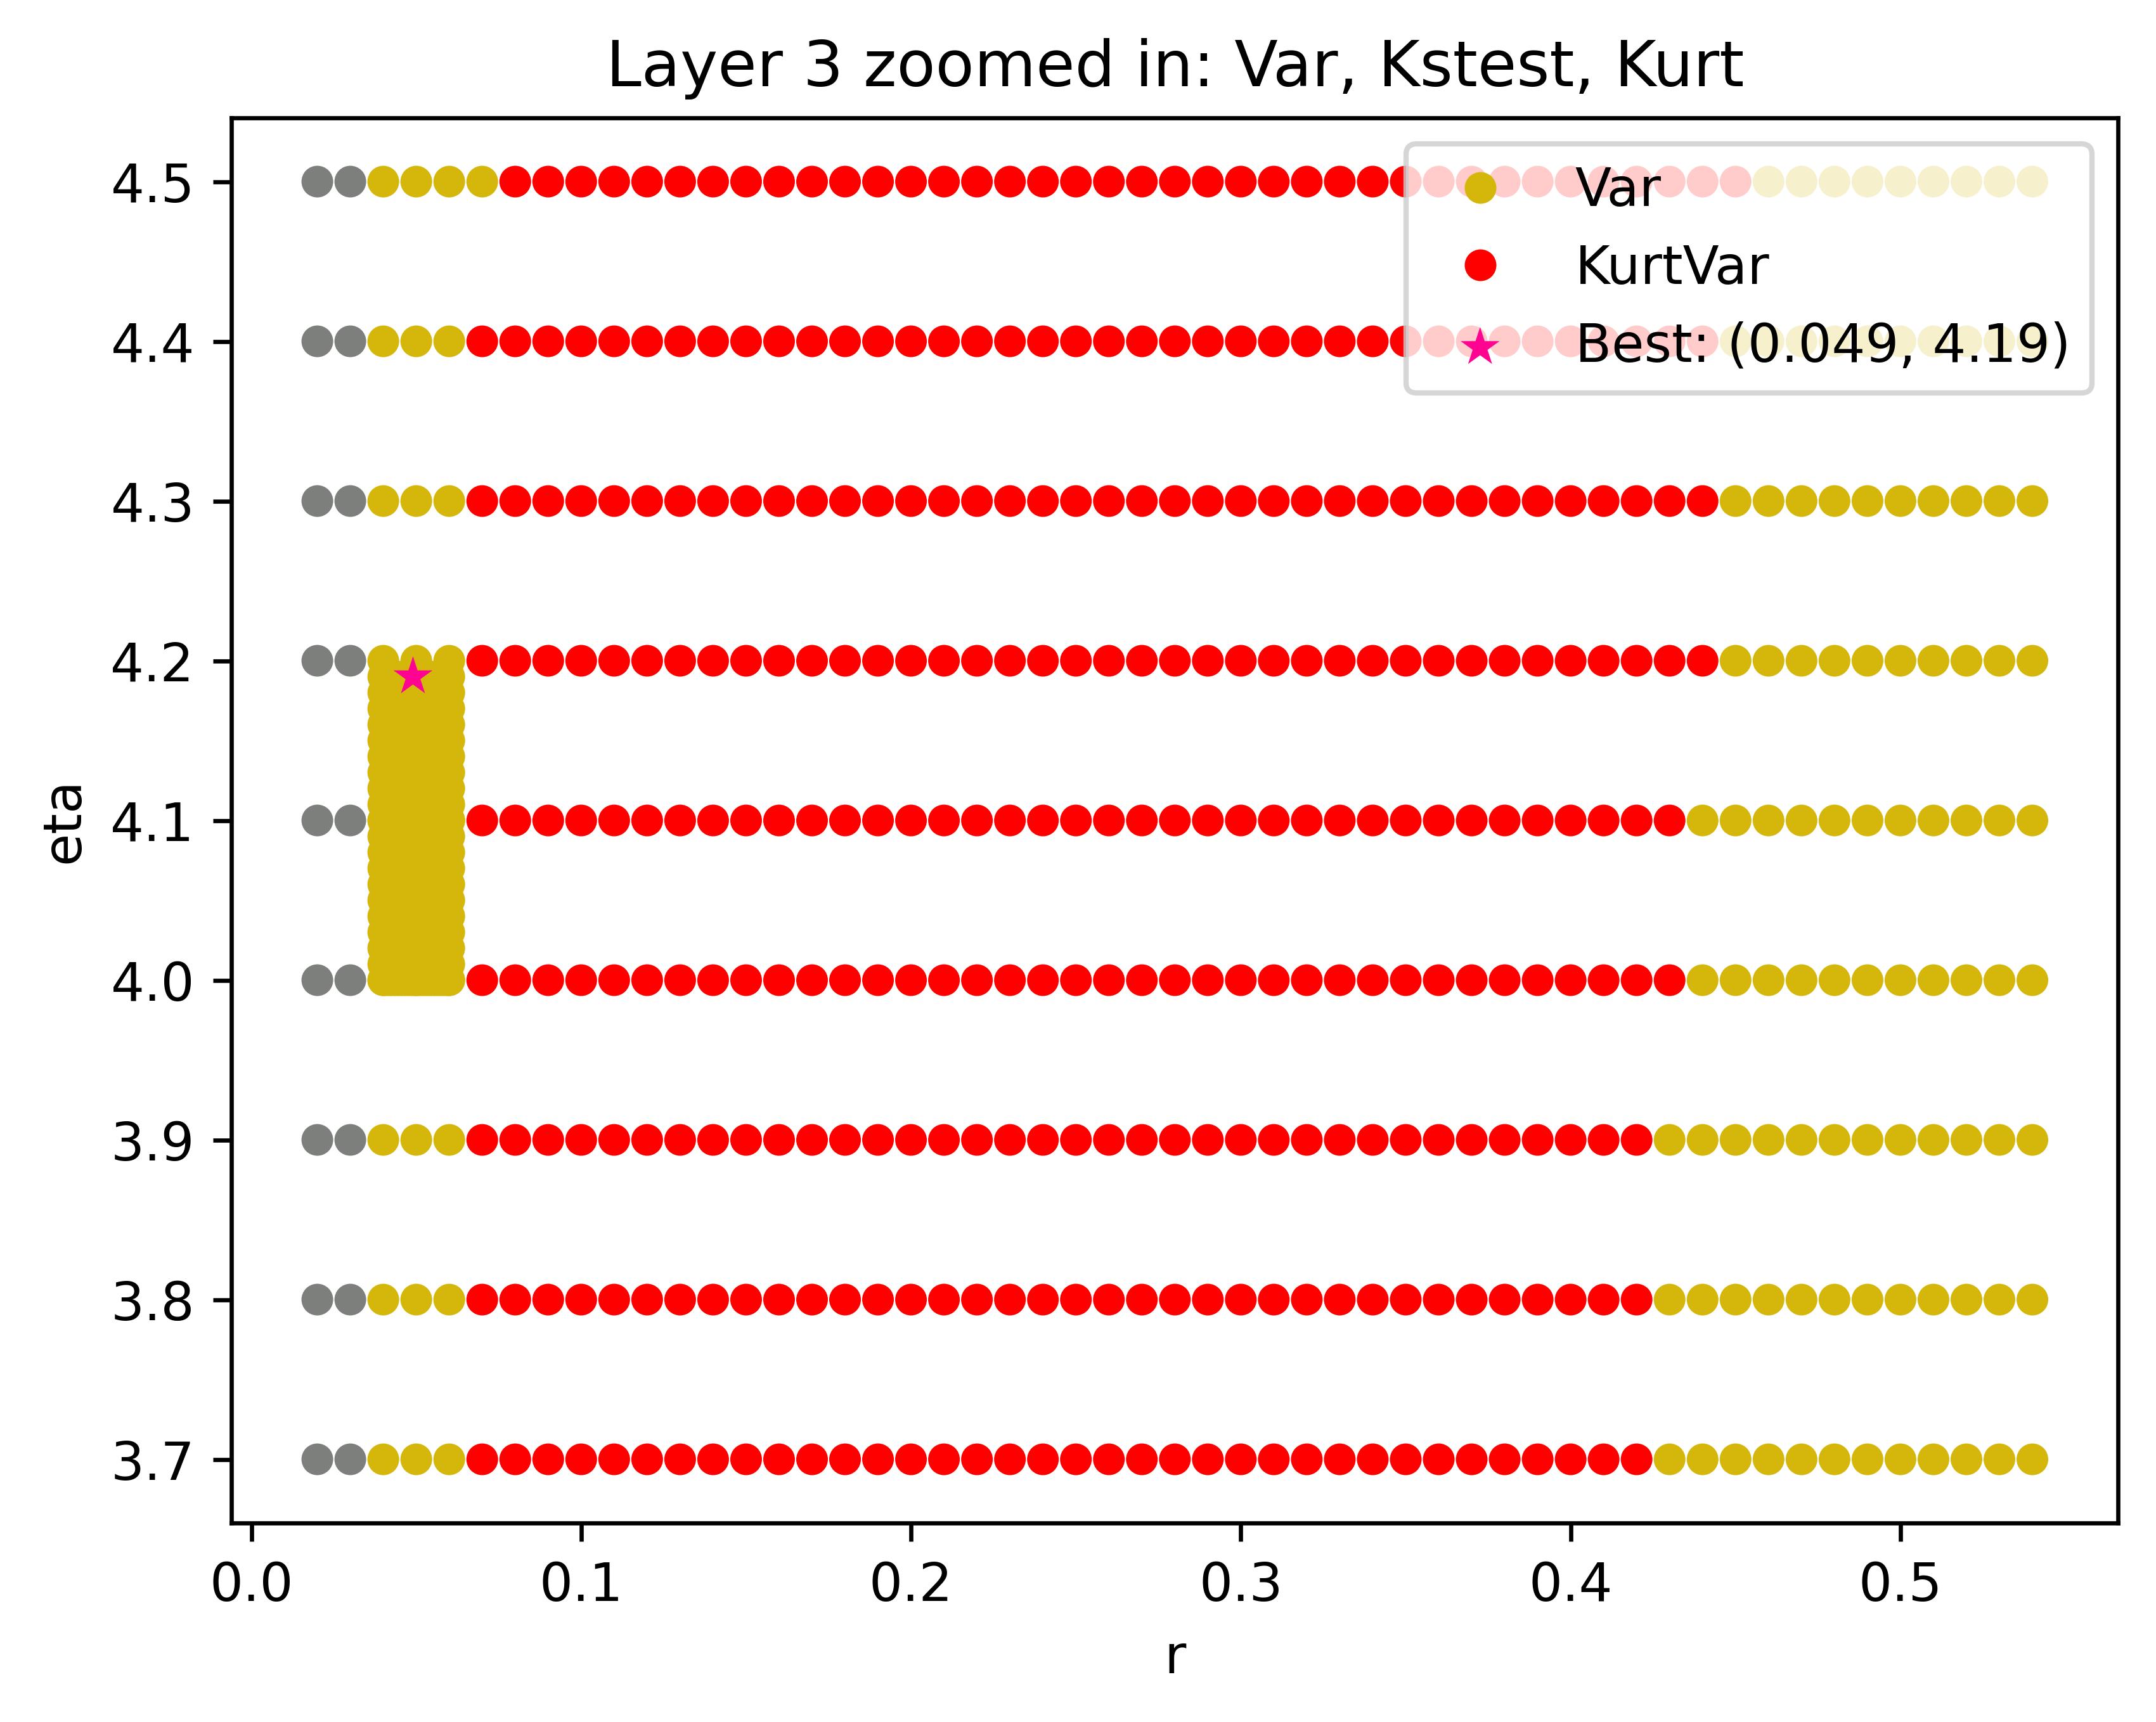 Layer 3 zoomed in: Var, Kstest, Kurt
Var
KurtVar
Best: (0.049, 4.19)
eta
4.5
4.4
4.3
4.2
4.1
4.0
3.9
3.8
3.7
0.0 0.1 0.2 0.3 0.4 0.5
r